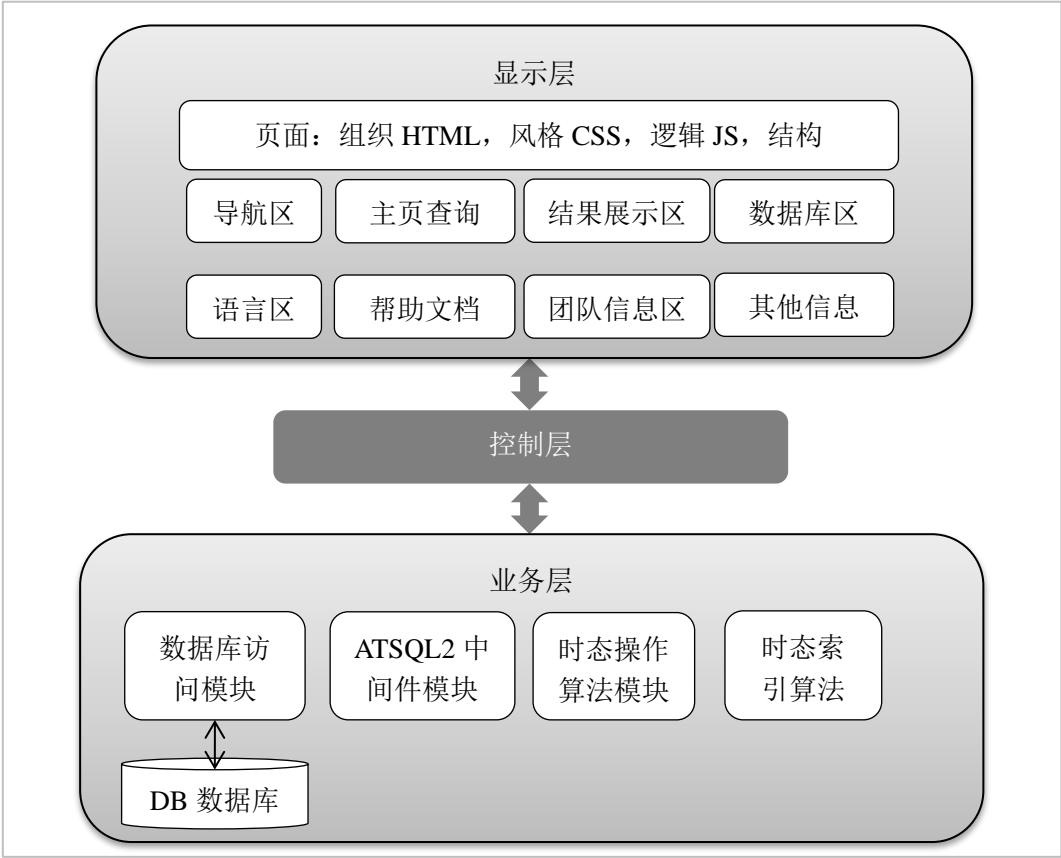 显示层
页面：组织 HTML，风格 CSS，逻辑 JS，结构
导航区
主页查询
结果展示区
数据库区
语言区
帮助文档
团队信息区
其他信息
控制层
业务层
数据库访
问模块
ATSQL2 中
间件模块
时态操作
算法模块
时态索
引算法
DB 数据库